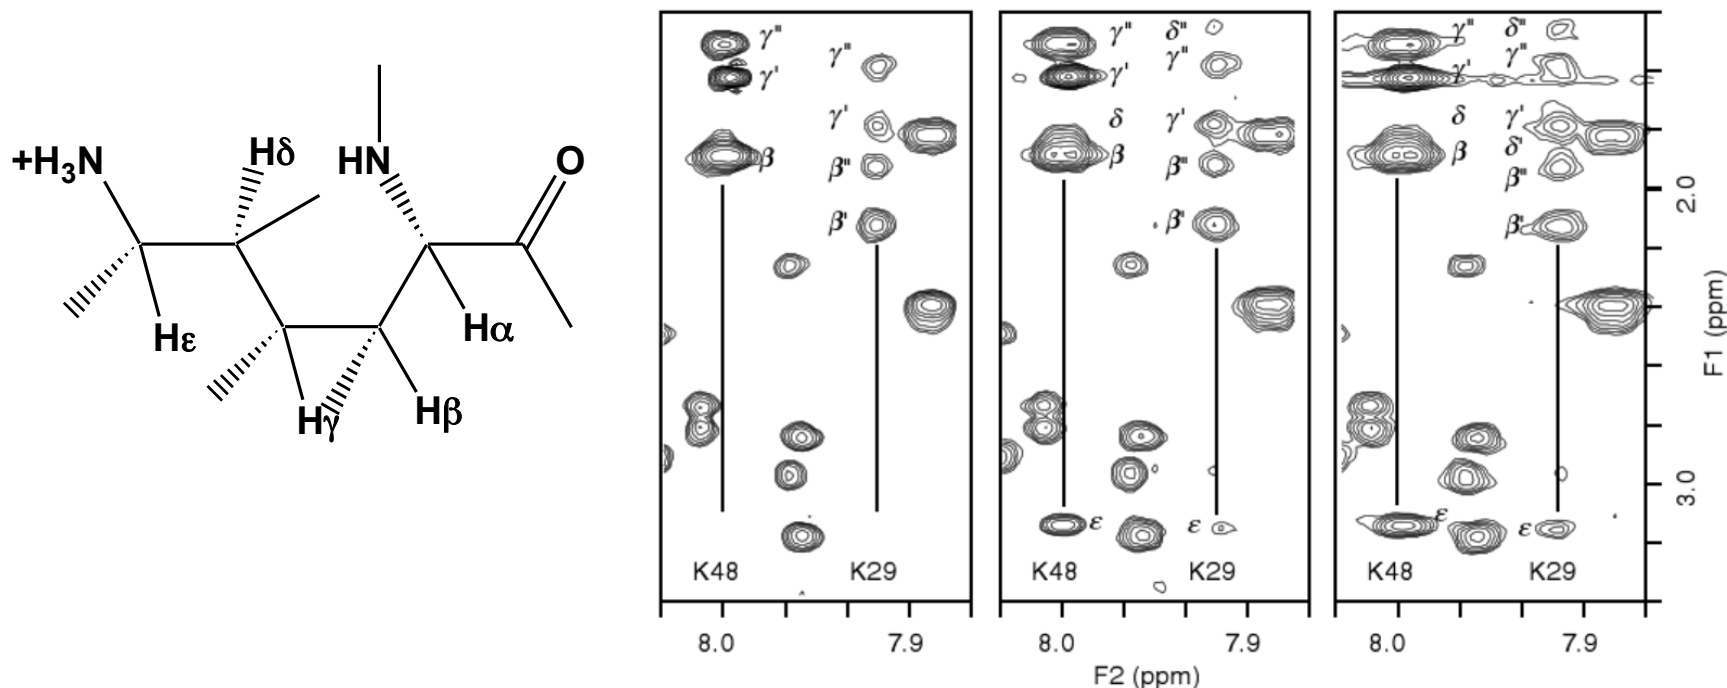 +H₃N
Hδ
HN
O
Hε
Hγ
Hβ
Hα
γ"
γ'
β
γ"
γ'
β"
β'
K48
K29
8.0
7.9
γ"
γ'
δ
β
ε
δ"
γ"
γ'
β"
β'
ε
K48
K29
8.0
7.9
γ"
γ'
δ
β
ε
δ"
γ"
γ'
δ'
β"
β'
ε
K48
K29
8.0
7.9
2.0
3.0
F1 (ppm)
F2 (ppm)